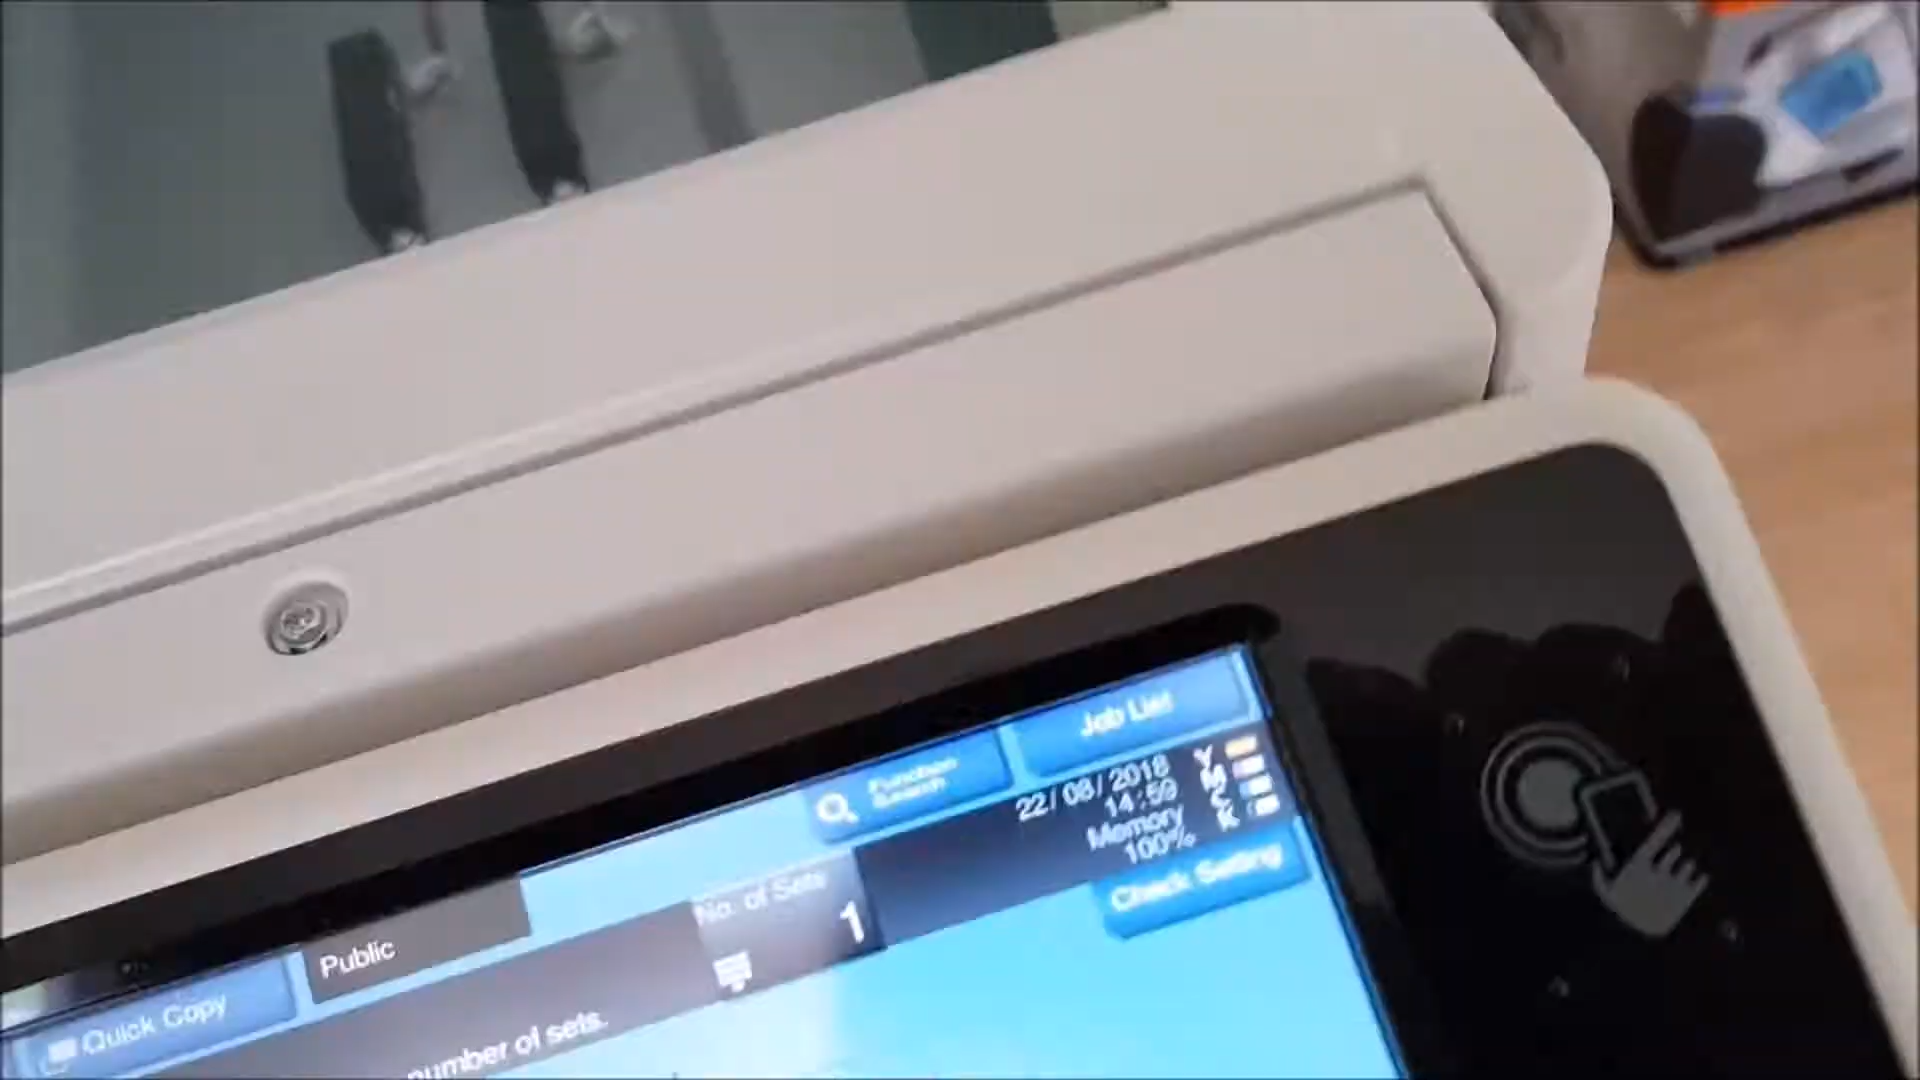 Job List
Function
Search
22/08/2018
14:59
Memory
100%
Y
M
C
K
Check Setting
No. of Sets
1
Public
Quick Copy
number of sets.